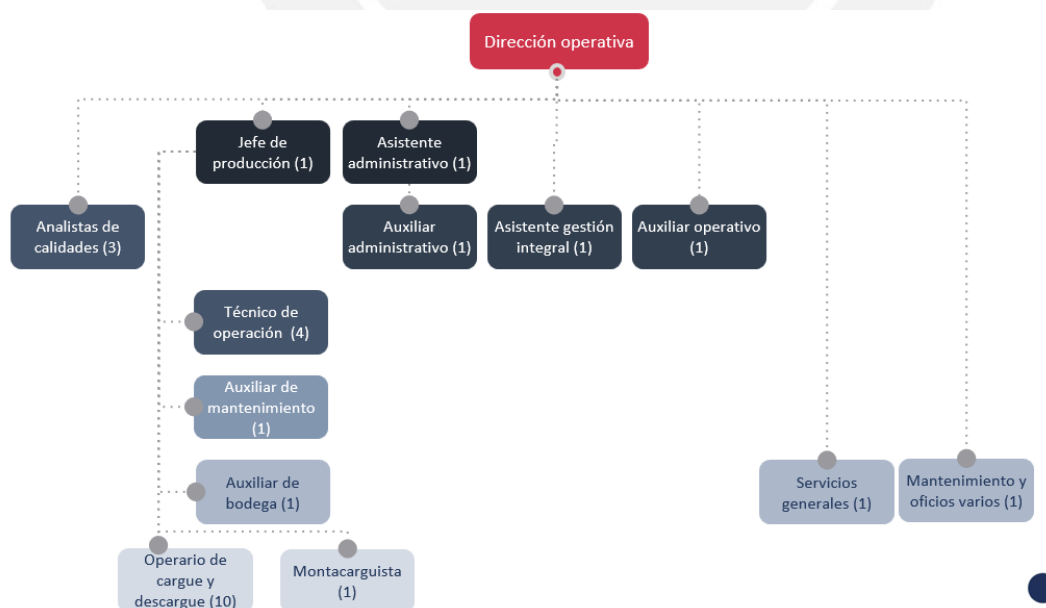 Dirección operativa
Jefe de
producción (1)
Asistente
administrativo (1)
Analistas de
calidades (3)
Auxiliar
administrativo (1)
Asistente gestión
integral (1)
Auxiliar operativo
(1)
Técnico de
operación (4)
Auxiliar de
mantenimiento
(1)
Auxiliar de
bodega (1)
Servicios
generales (1)
Mantenimiento y
oficios varios (1)
Operario de
cargue y
descargue (10)
Montacarguista
(1)